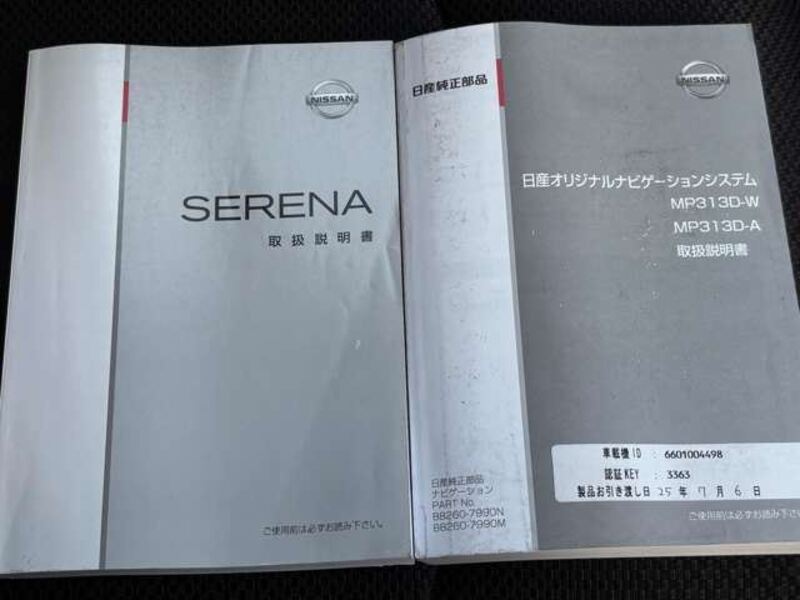 NISSAN
SERENA
取扱説明書
ご使用前は必ずお読み下さい。
日産純正部品
NISSAN
日産オリジナルナビゲーションシステム
MP313D-W
MP313D-A
取扱説明書
車載機ID : 6601004498
認証KEY : 3363
製品お引き渡し日 25年 7月 6日
日産純正部品
ナビゲーション
PART No.
B8260-7990N
B8260-7990M
ご使用前は必ずお読み下さい